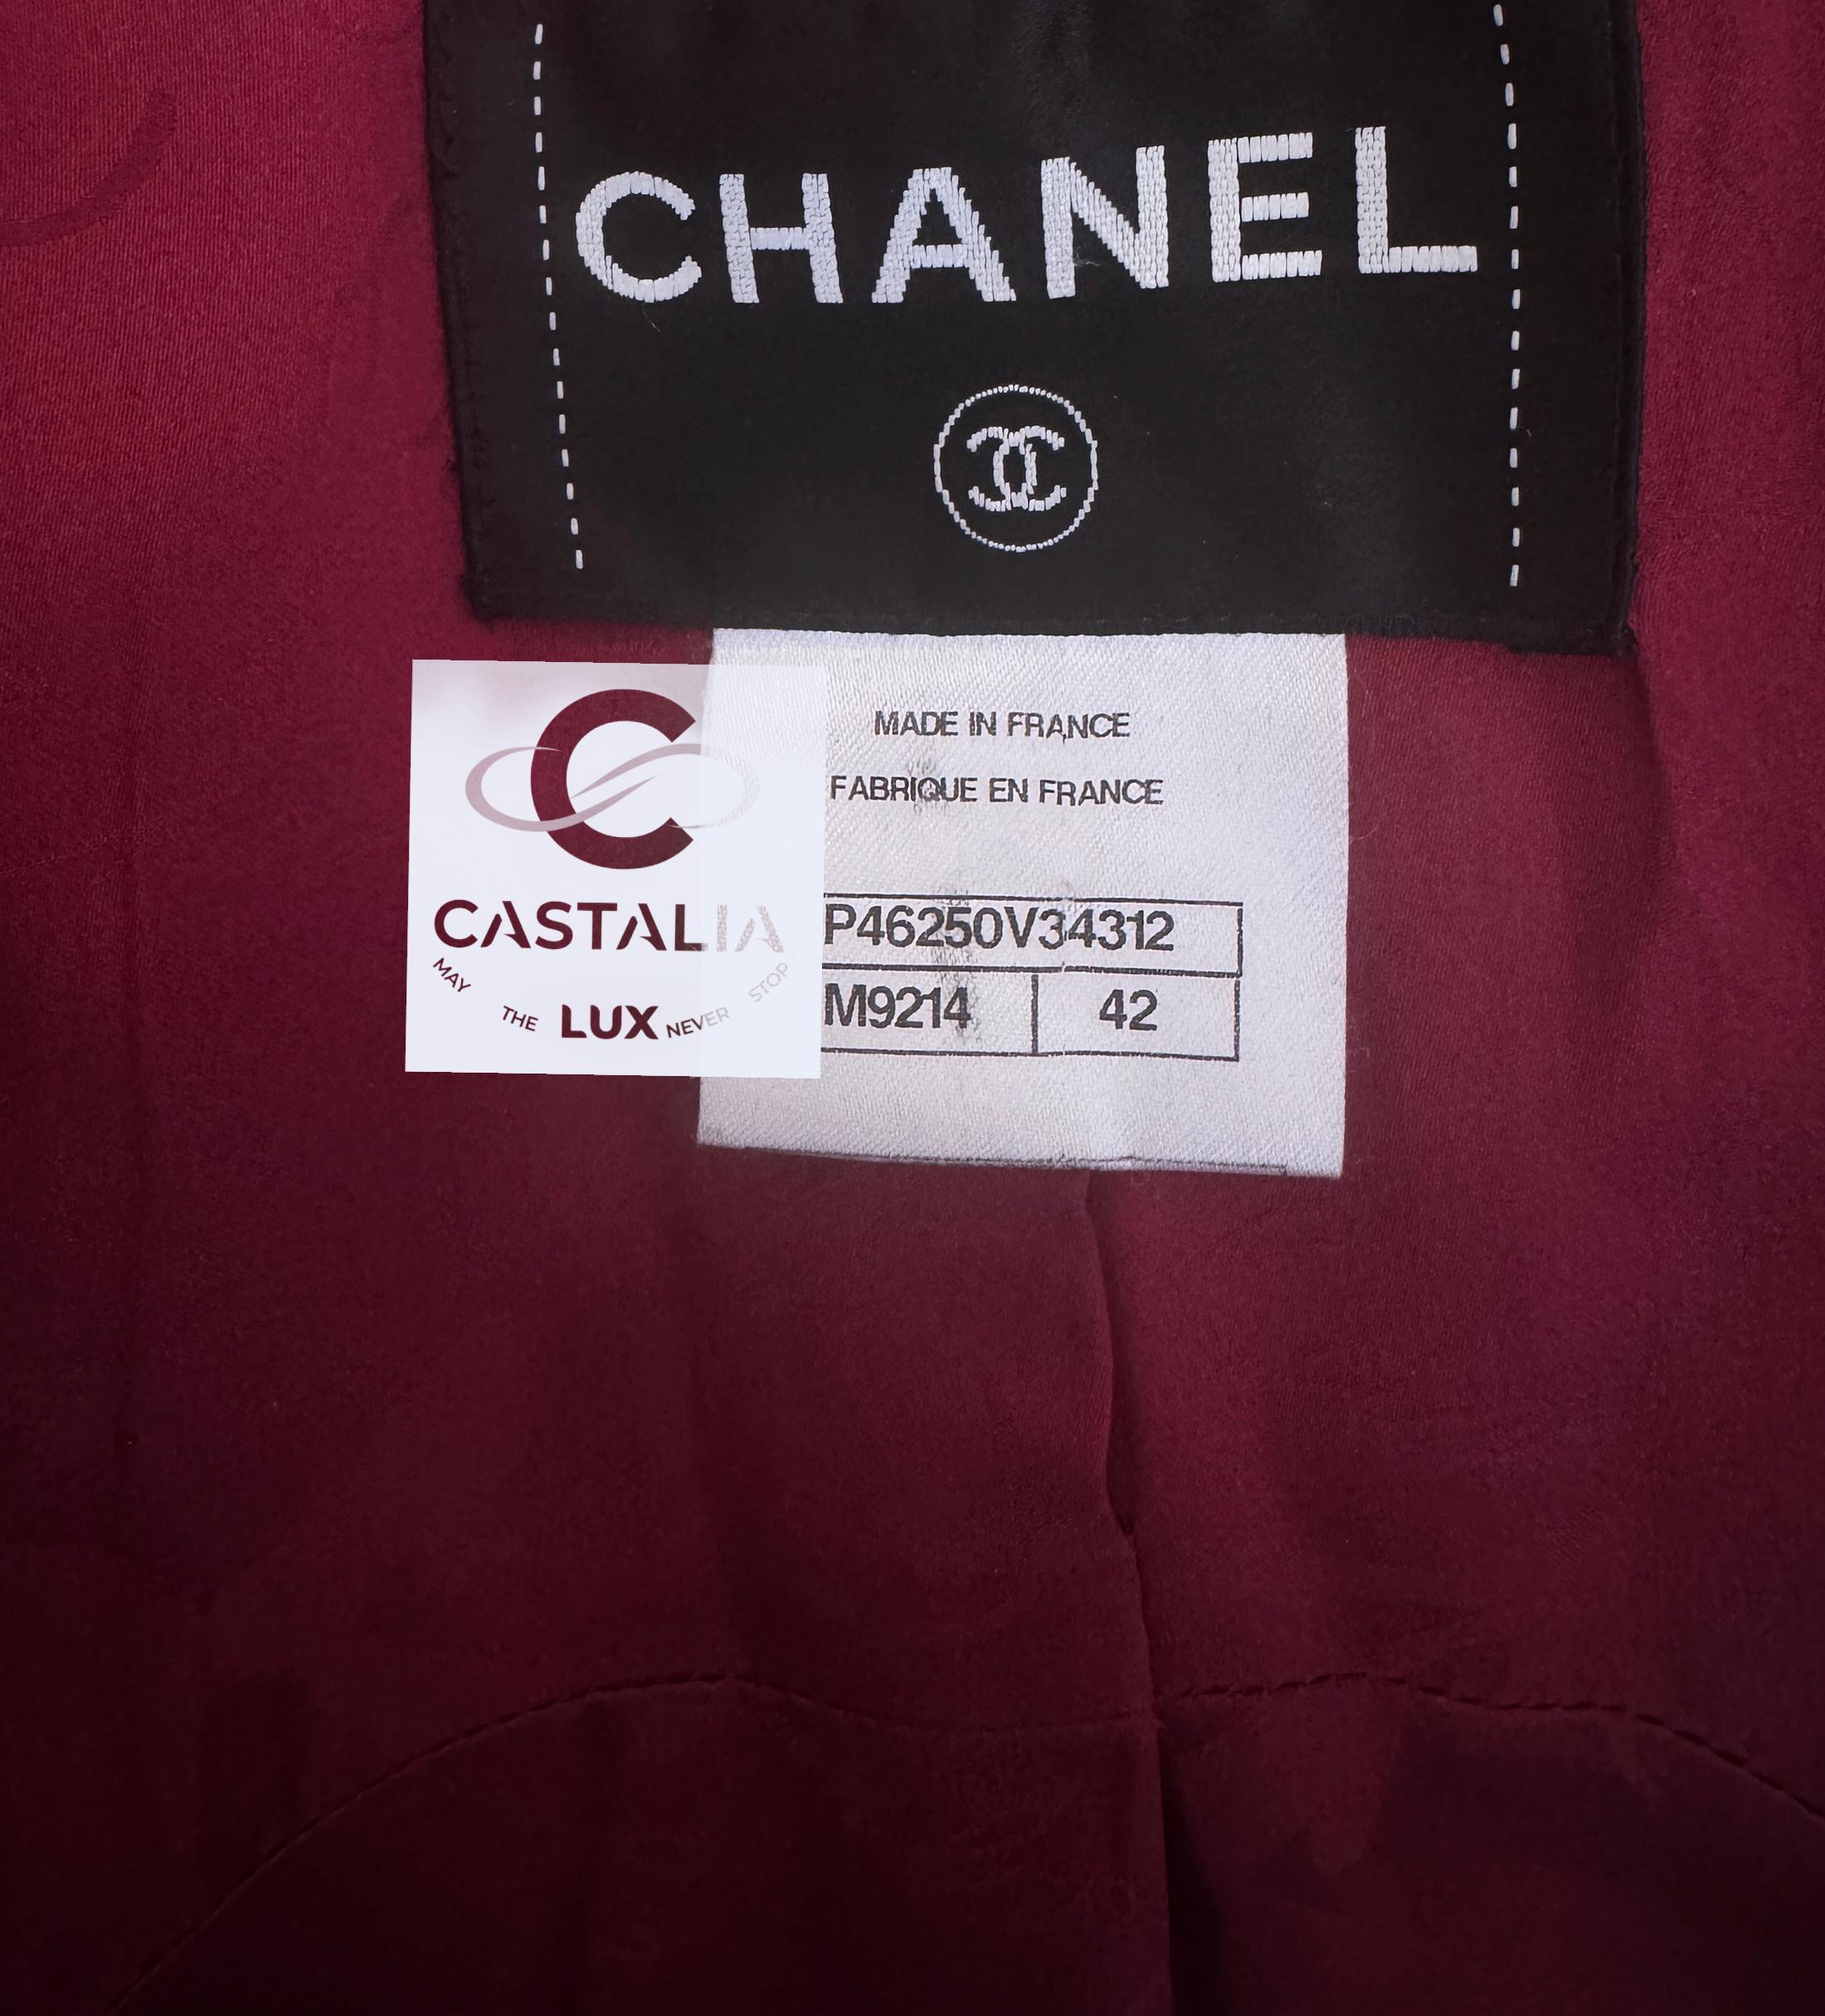 CHANEL
MADE IN FRANCE
FABRIQUE EN FRANCE
P46250V34312
M9214 42
C
CASTALIA
MAY THE LUX NEVER STOP